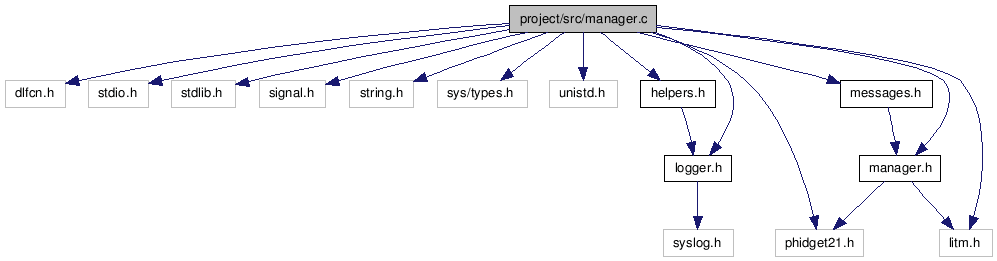 project/src/manager.c
dlfcn.h
stdio.h
stdlib.h
signal.h
string.h
sys/types.h
unistd.h
helpers.h
messages.h
logger.h
manager.h
syslog.h
phidget21.h
litm.h